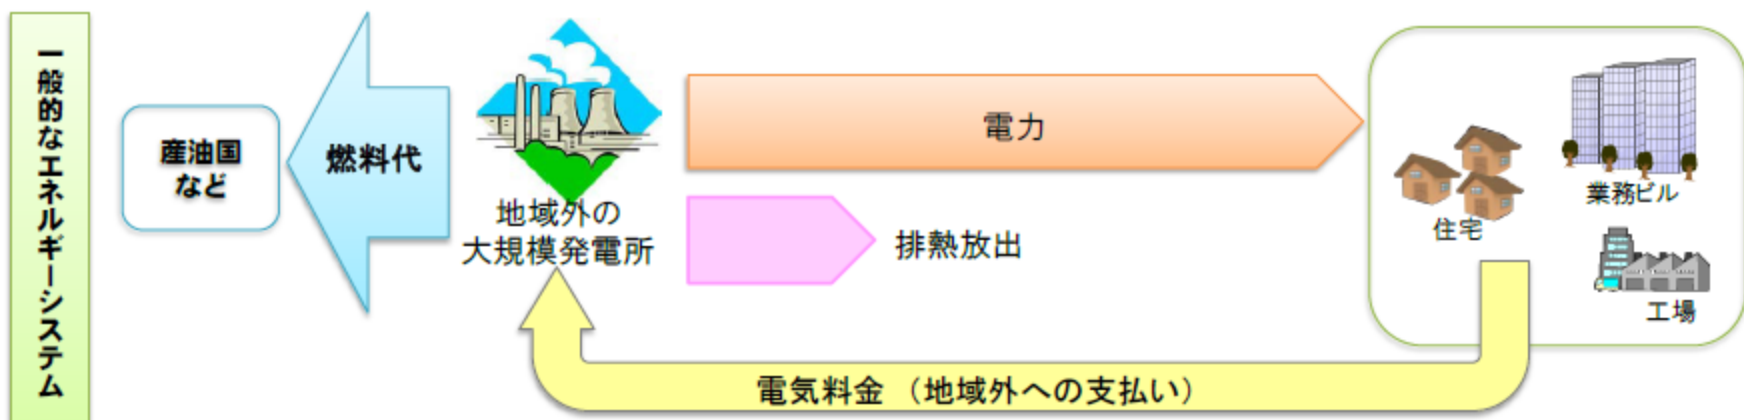 一般的なエネルギーシステム
産油国
など
燃料代
地域外の
大規模発電所
電力
排熱放出
住宅
業務ビル
工場
電気料金 （地域外への支払い）